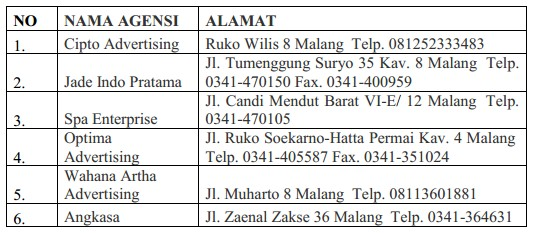 NO NAMA AGENSI ALAMAT
1. Cipto Advertising Ruko Wilis 8 Malang Telp. 081252333483
Jl. Tumenggung Suryo 35 Kav. 8 Malang Telp.
2. Jade Indo Pratama 0341-470150 Fax. 0341-400959
Jl. Candi Mendut Barat VI-E/ 12 Malang Telp.
3. Spa Enterprise 0341-470105
Optima Jl. Ruko Soekarno-Hatta Permai Kav. 4 Malang
4. Advertising Telp. 0341-405587 Fax. 0341-351024
Wahana Artha
5. Advertising Jl. Muharto 8 Malang Telp. 08113601881
6. Angkasa Jl. Zaenal Zakse 36 Malang Telp. 0341-364631